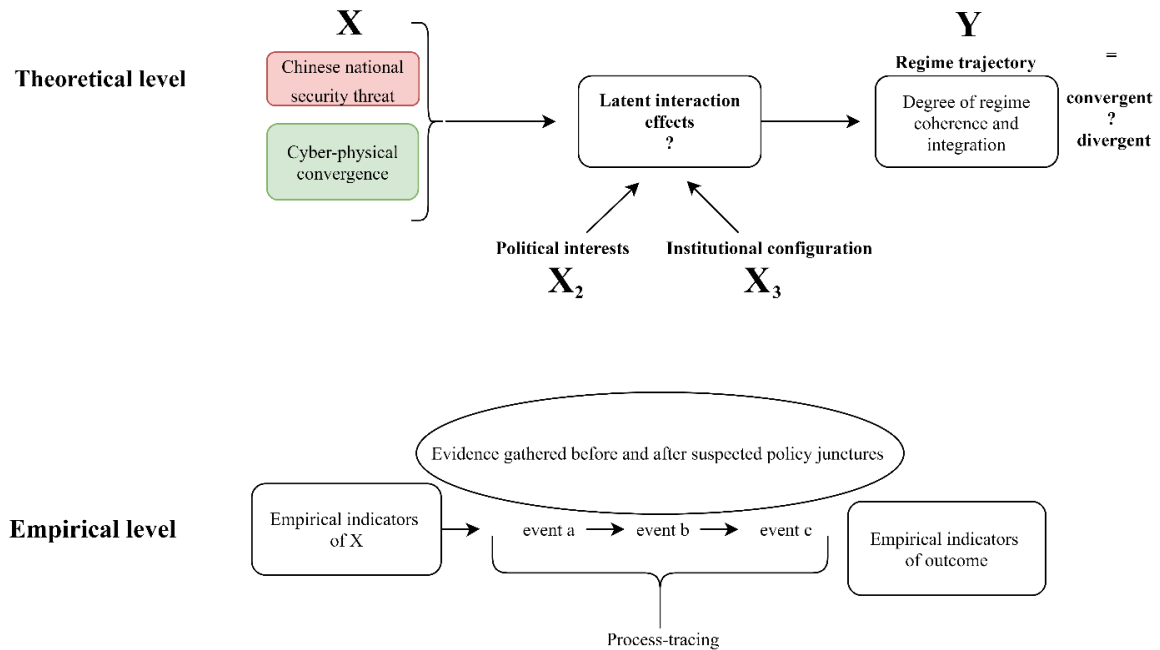 X
Y
Theoretical level
Chinese national
security threat
Cyber-physical
convergence
Latent interaction
effects
?
Regime trajectory
Degree of regime
coherence and
integration
=
convergent
?
divergent
Political interests
X₂
Institutional configuration
X₃
Empirical level
Evidence gathered before and after suspected policy junctures
Empirical indicators
of X
event a
event b
event c
Empirical indicators
of outcome
Process-tracing